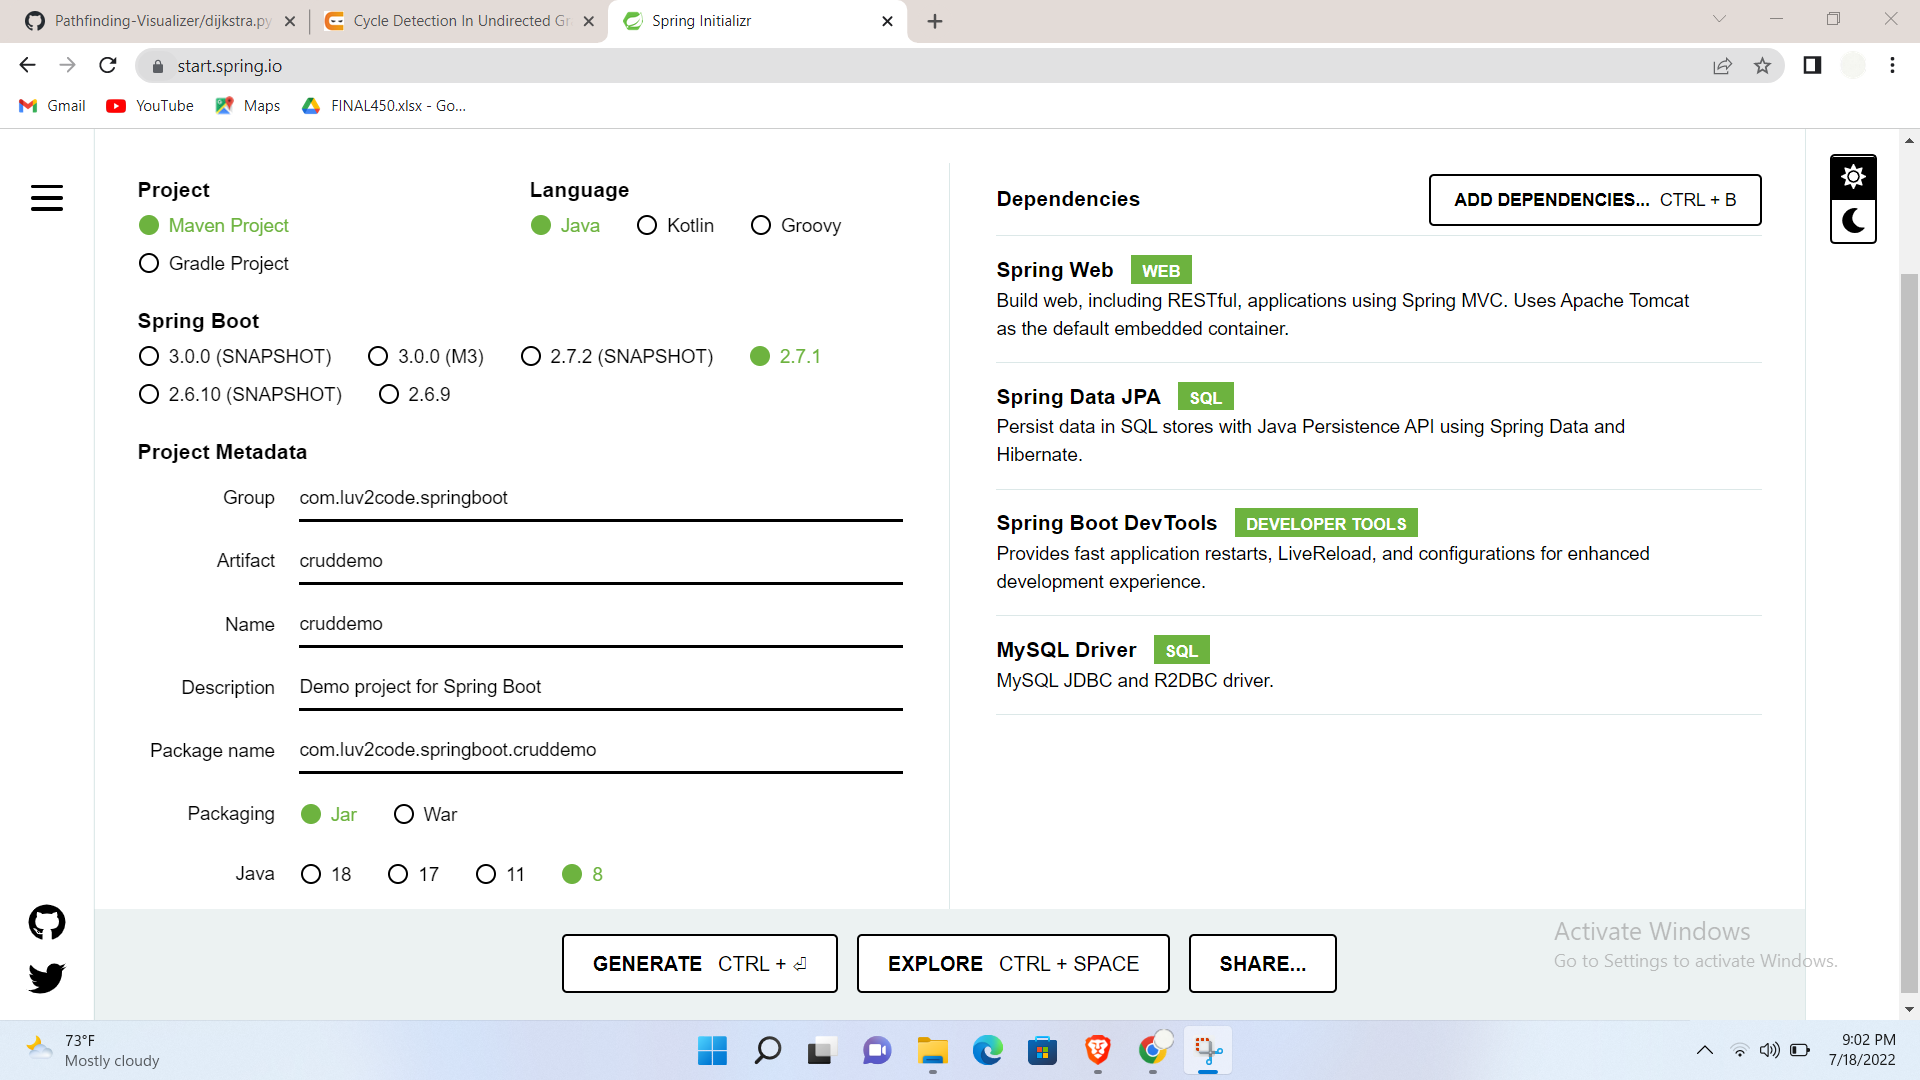 Pathfinding-Visualizer/dijkstra.py
Cycle Detection In Undirected Gr
Spring Initializr
start.spring.io
Gmail YouTube Maps FINAL450.xlsx - Go...
Project
Maven Project
Gradle Project
Language
Java Kotlin Groovy
Spring Boot
3.0.0 (SNAPSHOT) 3.0.0 (M3) 2.7.2 (SNAPSHOT) 2.7.1
2.6.10 (SNAPSHOT) 2.6.9
Project Metadata
Group com.luv2code.springboot
Artifact cruddemo
Name cruddemo
Description Demo project for Spring Boot
Package name com.luv2code.springboot.cruddemo
Packaging Jar War
Java 18 17 11 8
Dependencies
ADD DEPENDENCIES... CTRL + B
Spring Web WEB
Build web, including RESTful, applications using Spring MVC. Uses Apache Tomcat
as the default embedded container.
Spring Data JPA SQL
Persist data in SQL stores with Java Persistence API using Spring Data and
Hibernate.
Spring Boot DevTools DEVELOPER TOOLS
Provides fast application restarts, LiveReload, and configurations for enhanced
development experience.
MySQL Driver SQL
MySQL JDBC and R2DBC driver.
GENERATE CTRL + ⏎
EXPLORE CTRL + SPACE
SHARE...
Activate Windows
Go to Settings to activate Windows.
73°F
Mostly cloudy
9:02 PM
7/18/2022